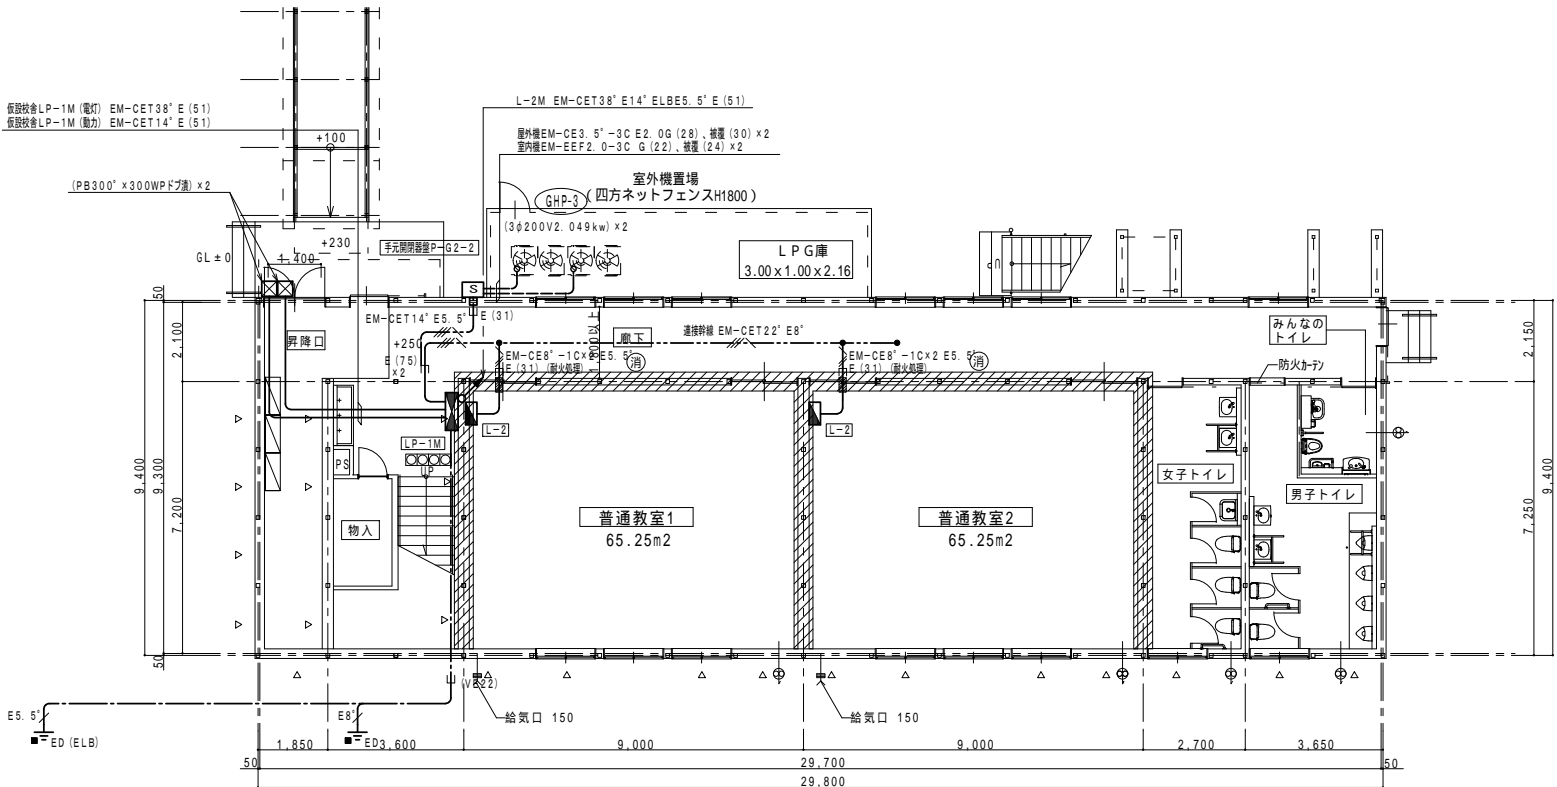 仮設校舎LP-1M(電灯) EM-CET38° E(51)
仮設校舎LP-1M(動力) EM-CET14° E(51)
L-2M EM-CET38° E14° ELBE5.5° E(51)
屋外機EM-CE3.5°-3C E2.0G(28)、被覆(30)×2
室内機EM-EEF2.0-3C G(22)、被覆(24)×2
+100
(PB300°×300WPドブ漬)×2
室外機置場
(四方ネットフェンスH1800)
GHP-3
(3φ200V2.049kw)×2
手元開閉器盤P-G2-2
+230
GL±0
1,400
LPG庫
3.00x1.00x2.16
UP
S
E(31)
EM-CET14° E5.5°
+250
E(75)
×2
昇降口
1,800以上
廊下
連接幹線 EM-CET22° E8°
EM-CE8°-1C×2 E5.5°
E(31)(耐火処理)
消
EM-CE8°-1C×2 E5.5°
E(31)(耐火処理)
消
みんなの
トイレ
防火カーテン
L-2
L-2
LP-1M
PS
UP
物入
普通教室1
65.25m2
普通教室2
65.25m2
女子トイレ
男子トイレ
50
2,100
7,200
9,300
9,400
50
2,150
7,250
9,400
(VE22)
E5.5°
ED(ELB)
E8°
ED
給気口 150
給気口 150
1,850
3,600
9,000
9,000
2,700
3,650
50
29,700
50
29,800